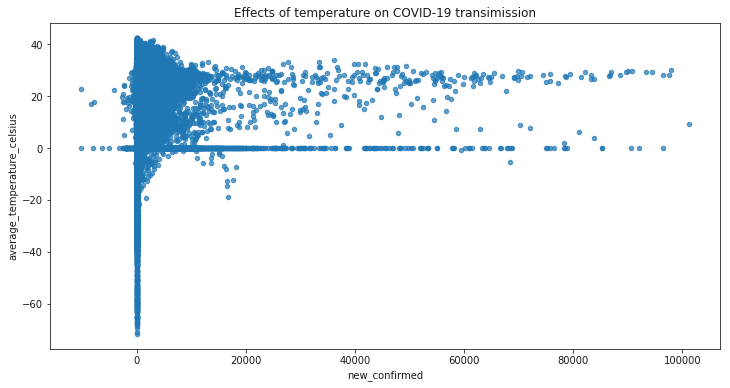 Effects of temperature on COVID-19 transimission
average_temperature_celsius
40
20
0
−20
−40
−60
0 20000 40000 60000 80000 100000
new_confirmed